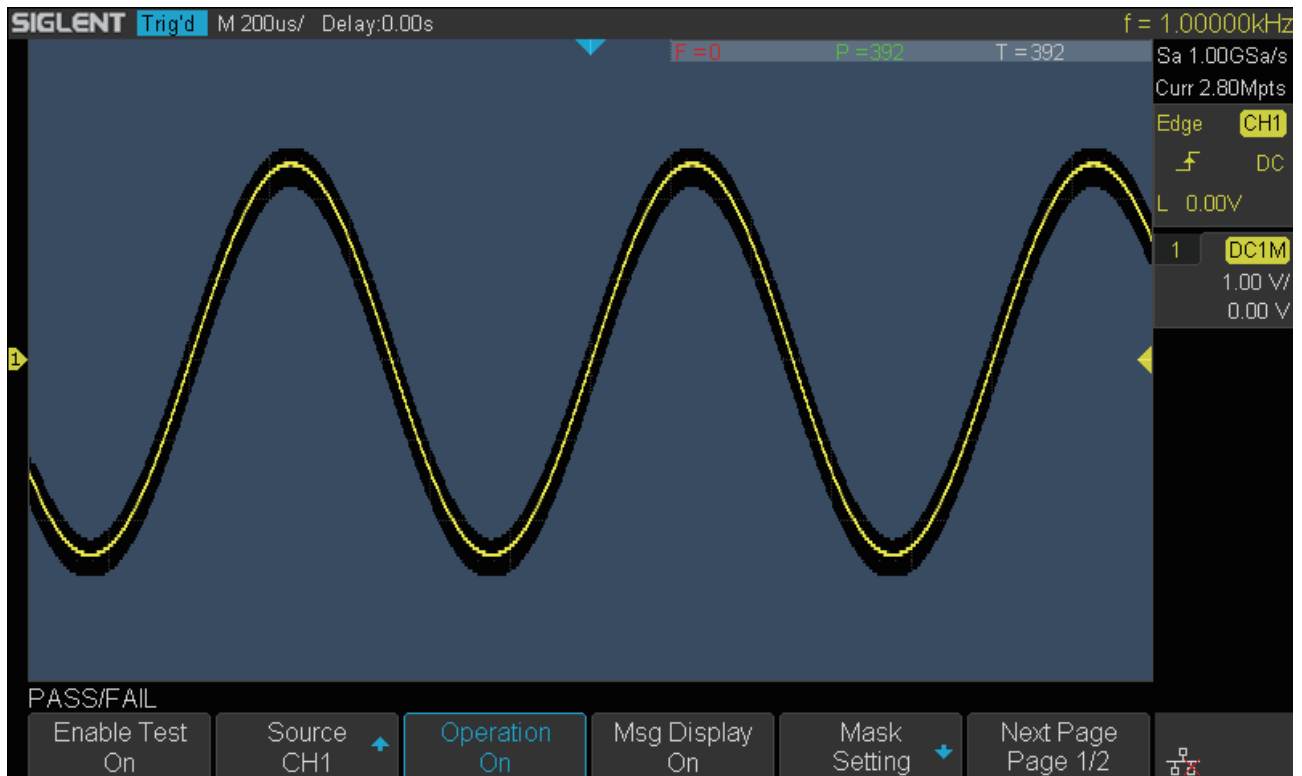 SIGLENT Trig'd M 200us/ Delay:0.00s f = 1.00000kHz
F =0 P =392 T =392
Sa 1.00GSa/s
Curr 2.80Mpts
Edge CH1
DC
L 0.00V
1 DC1M
1.00 V/
0.00 V
1
PASS/FAIL
Enable Test Source Operation Msg Display Mask Next Page
On CH1 On On Setting Page 1/2